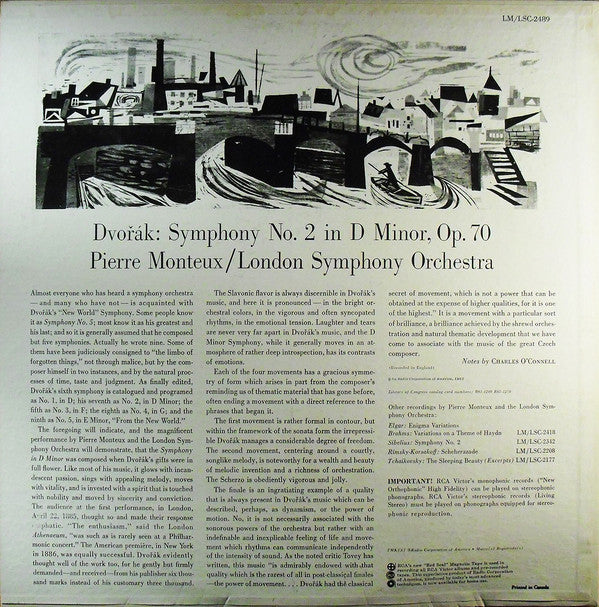 LM/LSC-2489
Dvořák: Symphony No. 2 in D Minor, Op. 70
Pierre Monteux/London Symphony Orchestra
Almost everyone who has heard a symphony orchestra
— and many who have not — is acquainted with
Dvořák's "New World" Symphony. Some people know
it as Symphony No. 5; most know it as his greatest and
his last; and so it is generally assumed that he composed
but five symphonies. Actually he wrote nine. Some of
them have been judiciously consigned to "the limbo of
forgotten things," not through malice, but by the com-
poser himself in two instances, and by the natural proc-
esses of time, taste and judgment. As finally edited,
Dvořák's sixth symphony is catalogued and programed
as No. 1, in D; his seventh as No. 2, in D Minor; the
fifth as No. 3, in F; the eighth as No. 4, in G; and the
ninth as No. 5, in E Minor, "From the New World."
The foregoing will indicate, and the magnificent
performance by Pierre Monteux and the London Sym-
phony Orchestra will demonstrate, that the Symphony
in D Minor was composed when Dvořák's gifts were in
full flower. Like most of his music, it glows with incan-
descent passion, sings with appealing melody, moves
with vitality, and is invested with a spirit that is touched
with nobility and moved by sincerity and conviction.
The audience at the first performance, in London,
22, 1885, thought so and made their response
"The enthusiasm," said the London
Athenaeum, "was such as is rarely seen at a Philhar-
monic concert." The American première, in New York
in 1886, was equally successful. Dvořák evidently
thought well of the work too, for he gently but firmly
demanded—and received—from his publisher six thou-
sand marks instead of his customary three thousand.
The Slavonic flavor is always discernible in Dvořák's
music, and here it is pronounced — in the bright or-
chestral colors, in the vigorous and often syncopated
rhythms, in the emotional tension. Laughter and tears
are never very far apart in Dvořák's music, and the D
Minor Symphony, while it generally moves in an at-
mosphere of rather deep introspection, has its contrasts
of emotions.
Each of the four movements has a gracious symme-
try of form which arises in part from the composer's
reminding us of thematic material that has gone before,
often ending a movement with a direct reference to the
phrases that began it.
The first movement is rather formal in contour, but
within the framework of the sonata form the irrepressi-
ble Dvořák manages a considerable degree of freedom.
The second movement, centering around a courtly,
songlike melody, is noteworthy for a wealth and beauty
of melodic invention and a richness of orchestration.
The Scherzo is obviously vigorous and jolly.
The finale is an ingratiating example of a quality
that is always present in Dvořák's music which can be
described, perhaps, as dynamism, or the power of
motion. No, it is not necessarily associated with the
sonorous powers of the orchestra but rather with an
indefinable and inexplicable feeling of life and move-
ment which rhythms can communicate independently
of the intensity of sound. As the noted critic Tovey has
written, this music "is admirably endowed with that
quality which is the rarest of all in post-classical finales
—the power of movement. . . . Dvořák had the classical
secret of movement, which is not a power that can be
obtained at the expense of higher qualities, for it is one
of the highest." It is a movement with a particular sort
of brilliance, a brilliance achieved by the shrewd orches-
tration and natural thematic development that we have
come to associate with the music of the great Czech
composer.
Notes by CHARLES O'CONNELL
(Recorded in England)
Other recordings by Pierre Monteux and the London Sym-
phony Orchestra:
Elgar: Enigma Variations
Brahms: Variations on a Theme of Haydn LM/LSC-2418
Sibelius: Symphony No. 2 LM/LSC-2342
Rimsky-Korsakoff: Scheherazade LM/LSC-2208
Tchaikovsky: The Sleeping Beauty (Excerpts) LM/LSC-2177
IMPORTANT! RCA Victor's monophonic records ("New
Orthophonic" High Fidelity) can be played on stereophonic
phonographs. RCA Victor's stereophonic records (Living
Stereo) must be played on phonographs equipped for stereo-
phonic reproduction.
Printed in Canada